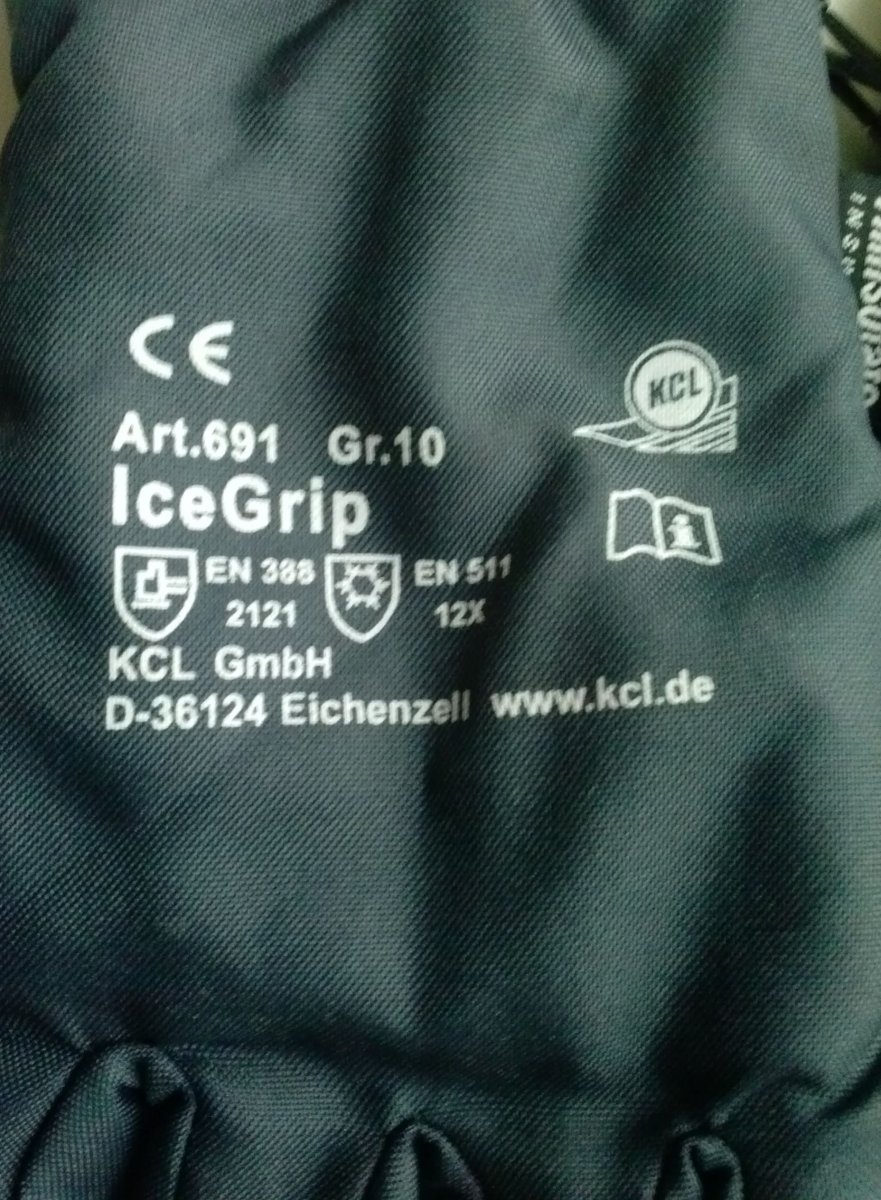 CE
KCL
Art.691 Gr.10
IceGrip
EN 388
2121
EN 511
12X
KCL GmbH
D-36124 Eichenzell www.kcl.de